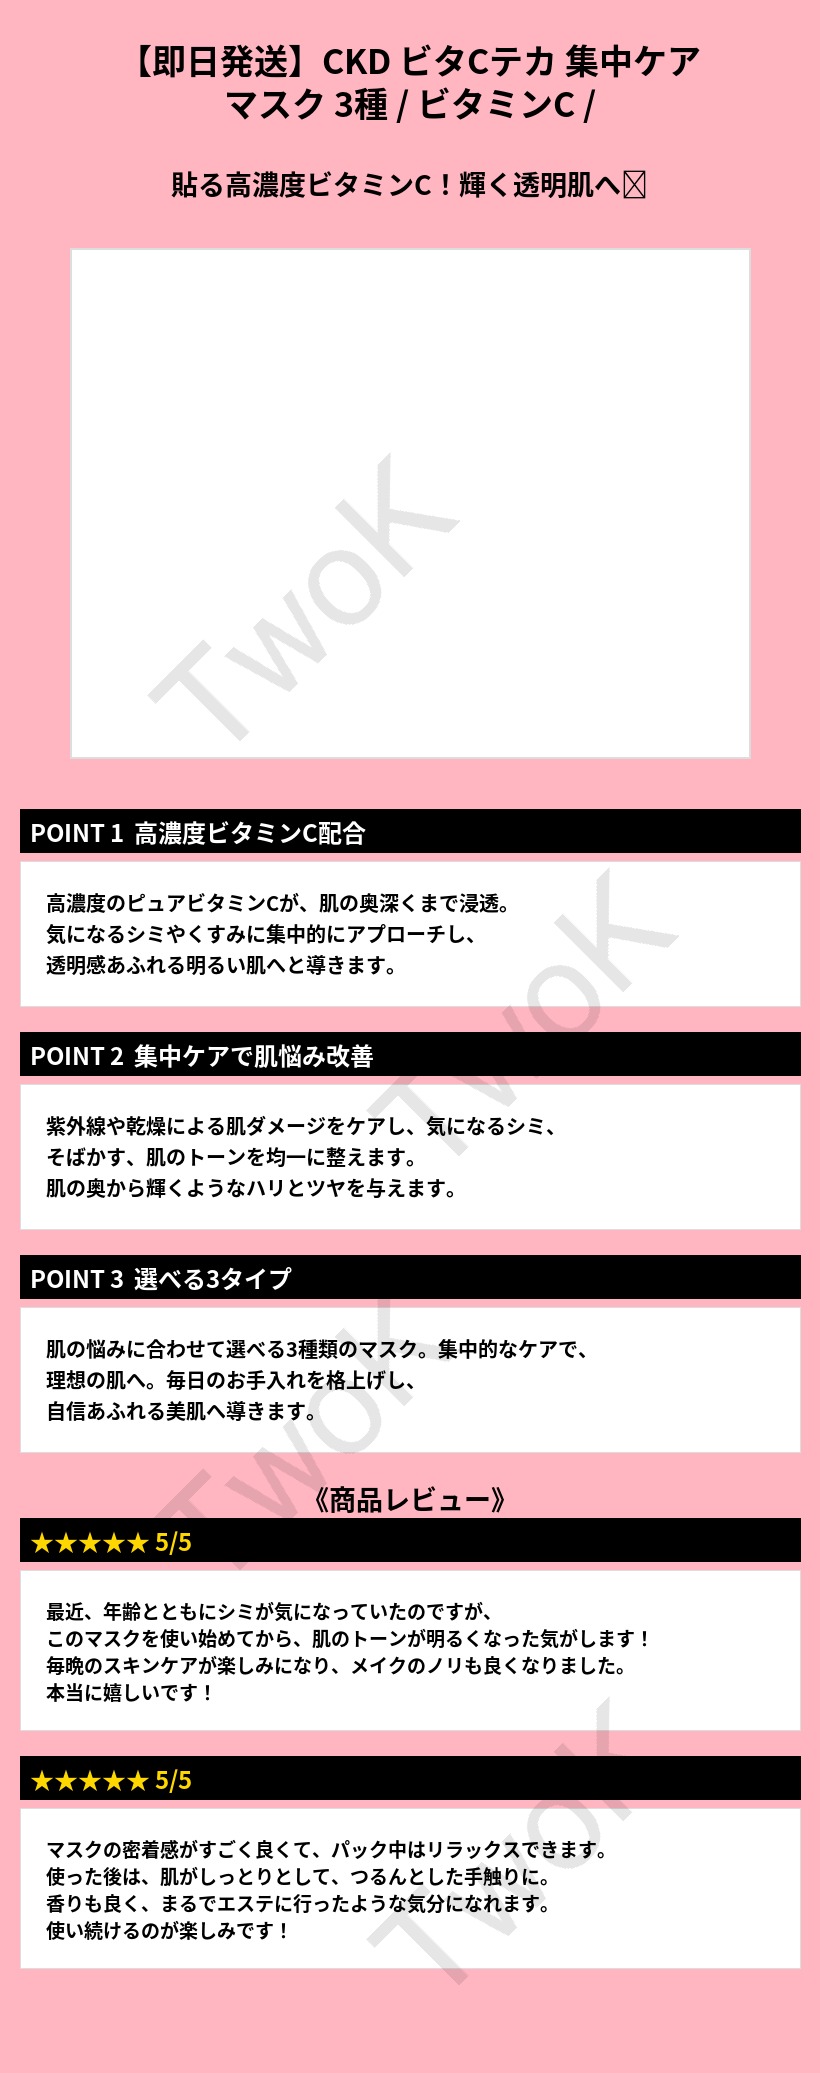 【即日発送】CKD ビタCテカ 集中ケア
マスク 3種 / ビタミンC /
貼る高濃度ビタミンC！輝く透明肌へ
TwoK
POINT 1 高濃度ビタミンC配合
高濃度のピュアビタミンCが、肌の奥深くまで浸透。
気になるシミやくすみに集中的にアプローチし、
透明感あふれる明るい肌へと導きます。
TwoK
POINT 2 集中ケアで肌悩み改善
紫外線や乾燥による肌ダメージをケアし、気になるシミ、
そばかす、肌のトーンを均一に整えます。
肌の奥から輝くようなハリとツヤを与えます。
POINT 3 選べる3タイプ
肌の悩みに合わせて選べる3種類のマスク。集中的なケアで、
理想の肌へ。毎日のお手入れを格上げし、
自信あふれる美肌へ導きます。
TwoK
《商品レビュー》
★★★★★ 5/5
最近、年齢とともにシミが気になっていたのですが、
このマスクを使い始めてから、肌のトーンが明るくなった気がします！
毎晩のスキンケアが楽しみになり、メイクのノリも良くなりました。
本当に嬉しいです！
★★★★★ 5/5
マスクの密着感がすごく良くて、パック中はリラックスできます。
使った後は、肌がしっとりとして、つるんとした手触りに。
香りも良く、まるでエステに行ったような気分になれます。
使い続けるのが楽しみです！
TwoK